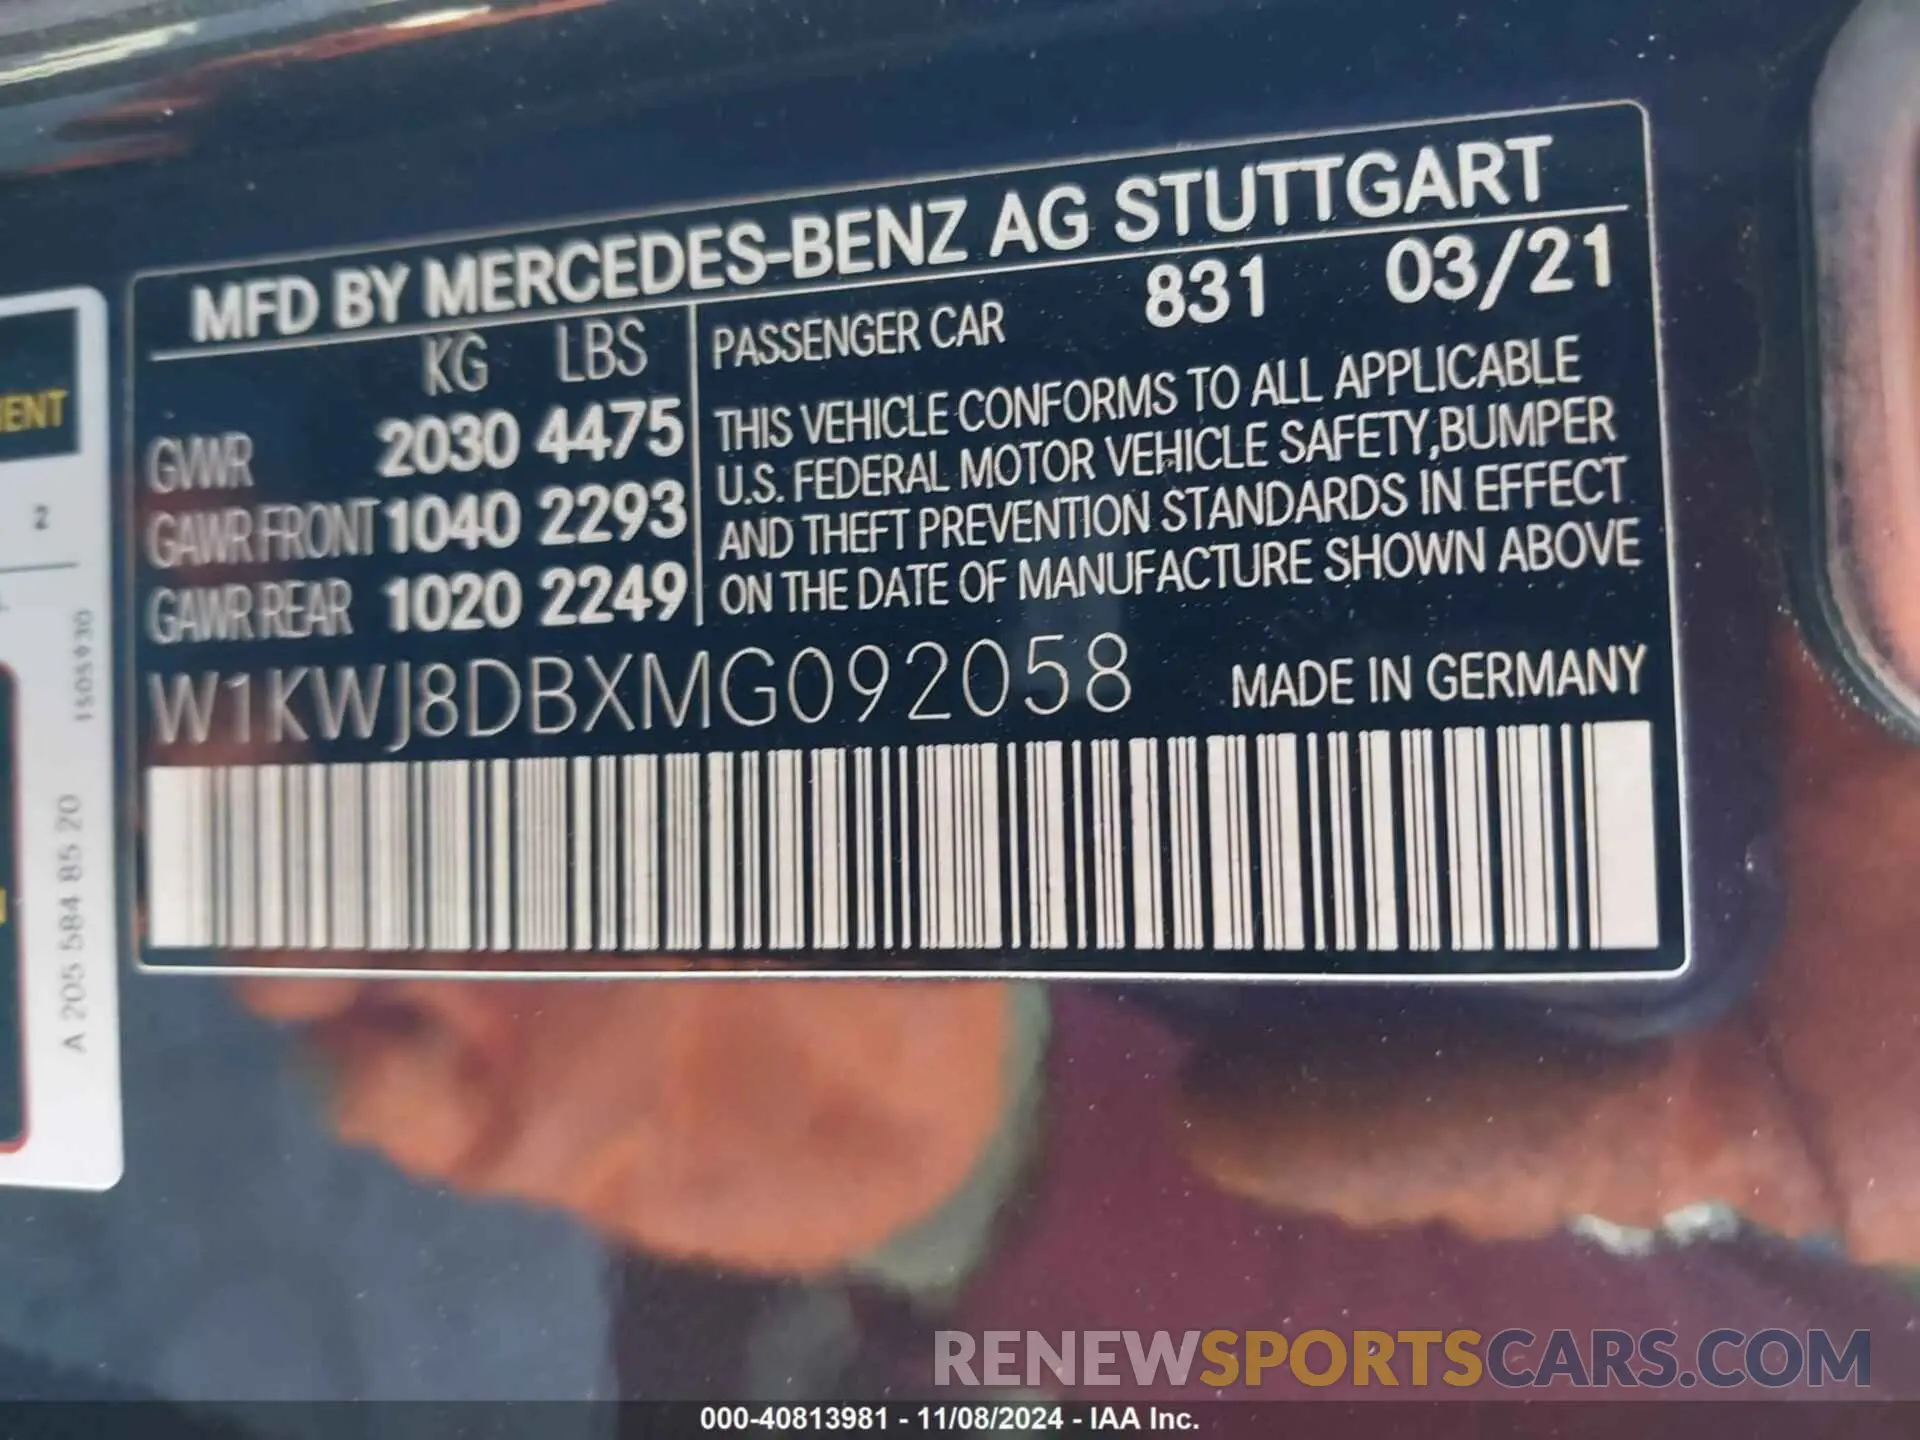 MFD BY MERCEDES-BENZ AG STUTTGART
KG LBS
GVWR 2030 4475
GAWR FRONT 1040 2293
GAWR REAR 1020 2249
PASSENGER CAR 831 03/21
THIS VEHICLE CONFORMS TO ALL APPLICABLE
U.S. FEDERAL MOTOR VEHICLE SAFETY,BUMPER
AND THEFT PREVENTION STANDARDS IN EFFECT
ON THE DATE OF MANUFACTURE SHOWN ABOVE
W1KWJ8DBXMG092058
MADE IN GERMANY
2
1505930
A 205 584 85 20
RENEWSPORTSCARS.COM
000-40813981 - 11/08/2024 - IAA Inc.